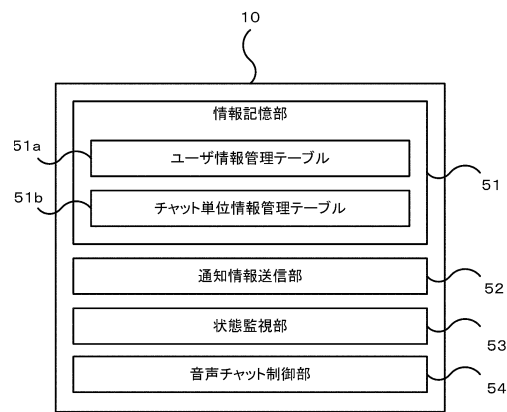 10
情報記憶部
51a
ユーザ情報管理テーブル
51b
チャット単位情報管理テーブル
51
通知情報送信部
52
状態監視部
53
音声チャット制御部
54